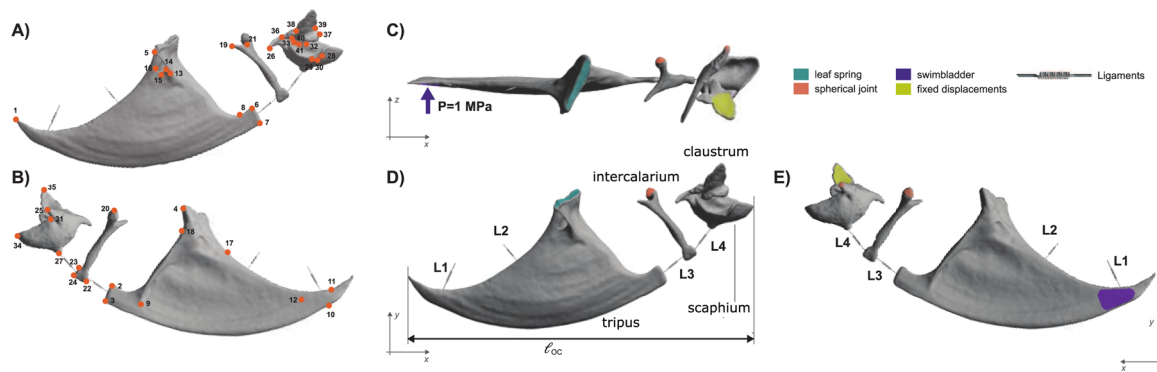 A)
5
16
14
15
13
1
8
6
7
19
21
36
38
39
37
33
40
41
32
26
28
29
30
B)
35
25
31
34
27
20
23
24
22
2
3
4
18
17
9
12
11
10
C)
P=1 MPa
z
x
leaf spring
spherical joint
swimbladder
fixed displacements
Ligaments
D)
claustrum
intercalarium
L1
L2
L3
L4
scaphium
tripus
y
x
ℓOC
E)
L4
L3
L2
L1
y
x